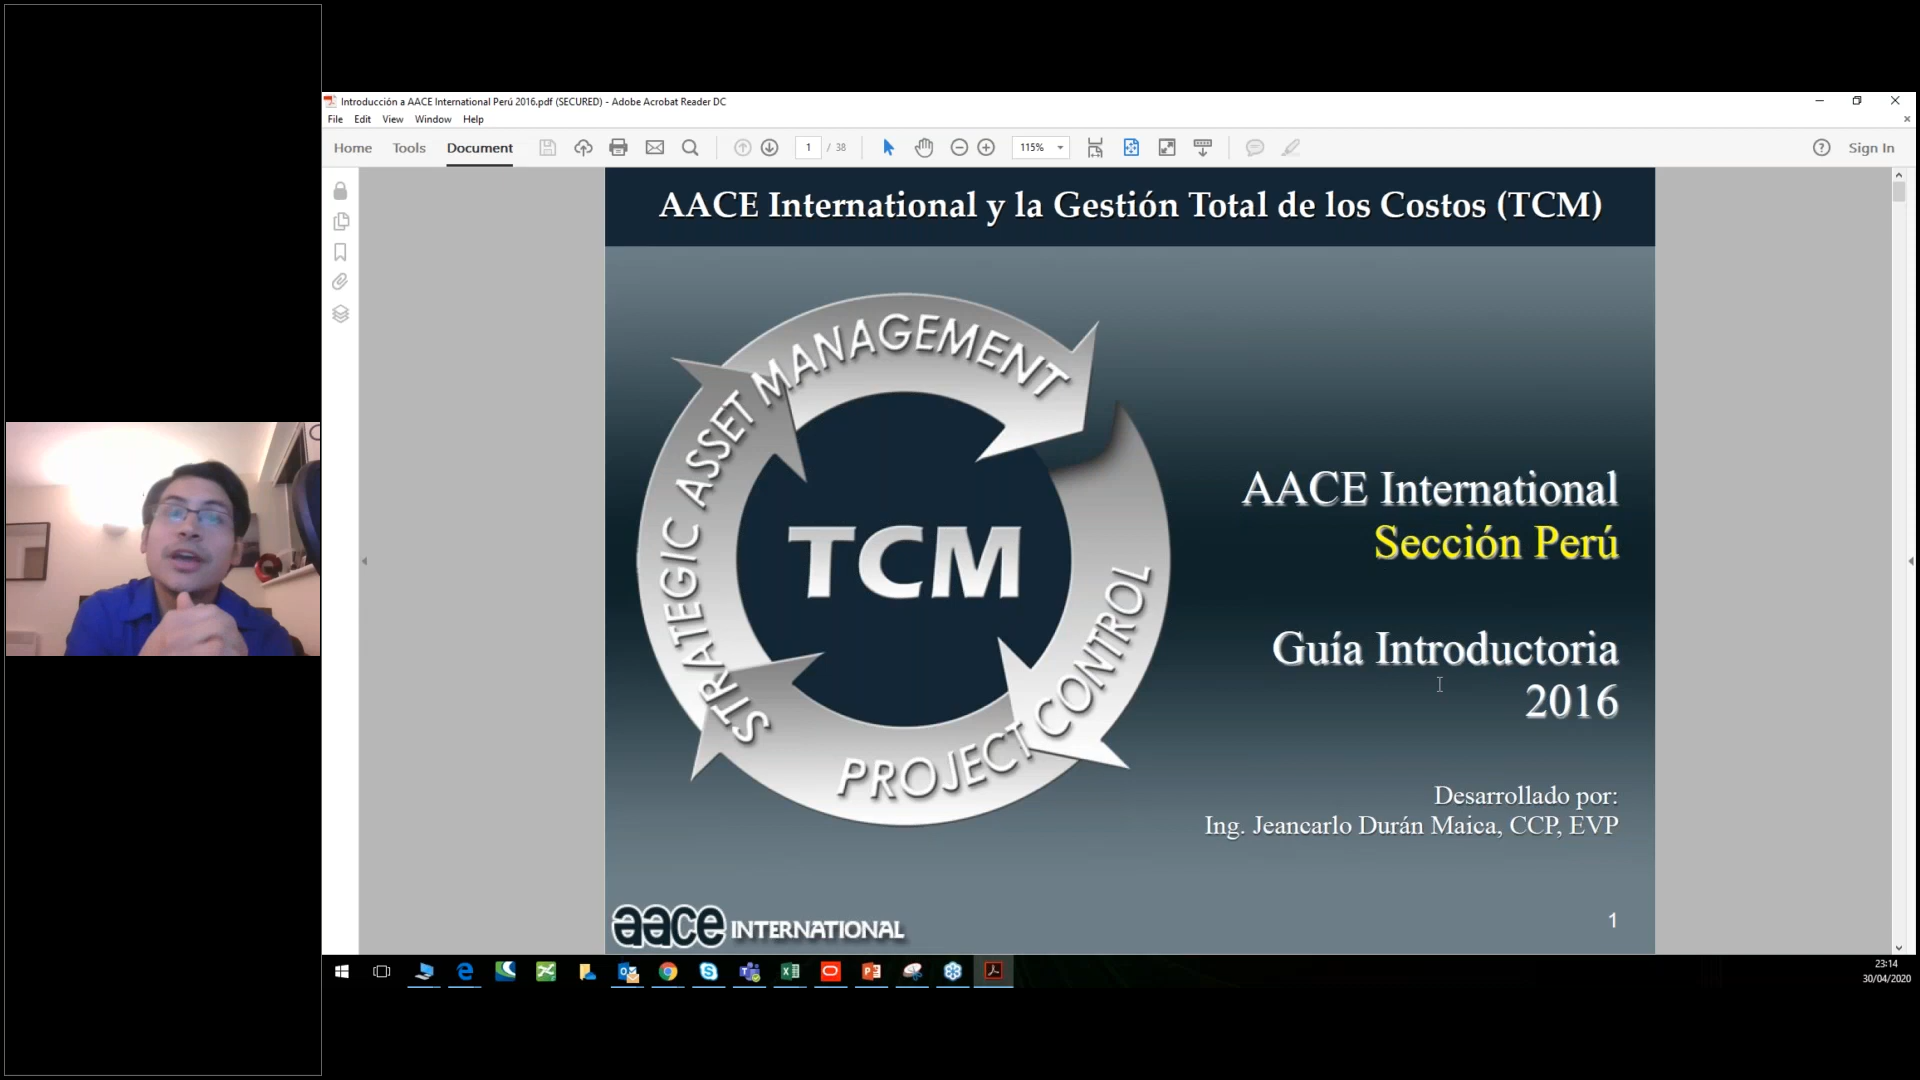 Introducción a AACE International Perú 2016.pdf (SECURED) - Adobe Acrobat Reader DC
File Edit View Window Help
Home Tools Document 1 / 38 115% Sign In
AACE International y la Gestión Total de los Costos (TCM)
STRATEGIC ASSET MANAGEMENT
TCM
PROJECT CONTROL
AACE International
Sección Perú
Guía Introductoria
2016
Desarrollado por:
Ing. Jeancarlo Durán Maica, CCP, EVP
aace INTERNATIONAL
1
23:14
30/04/2020